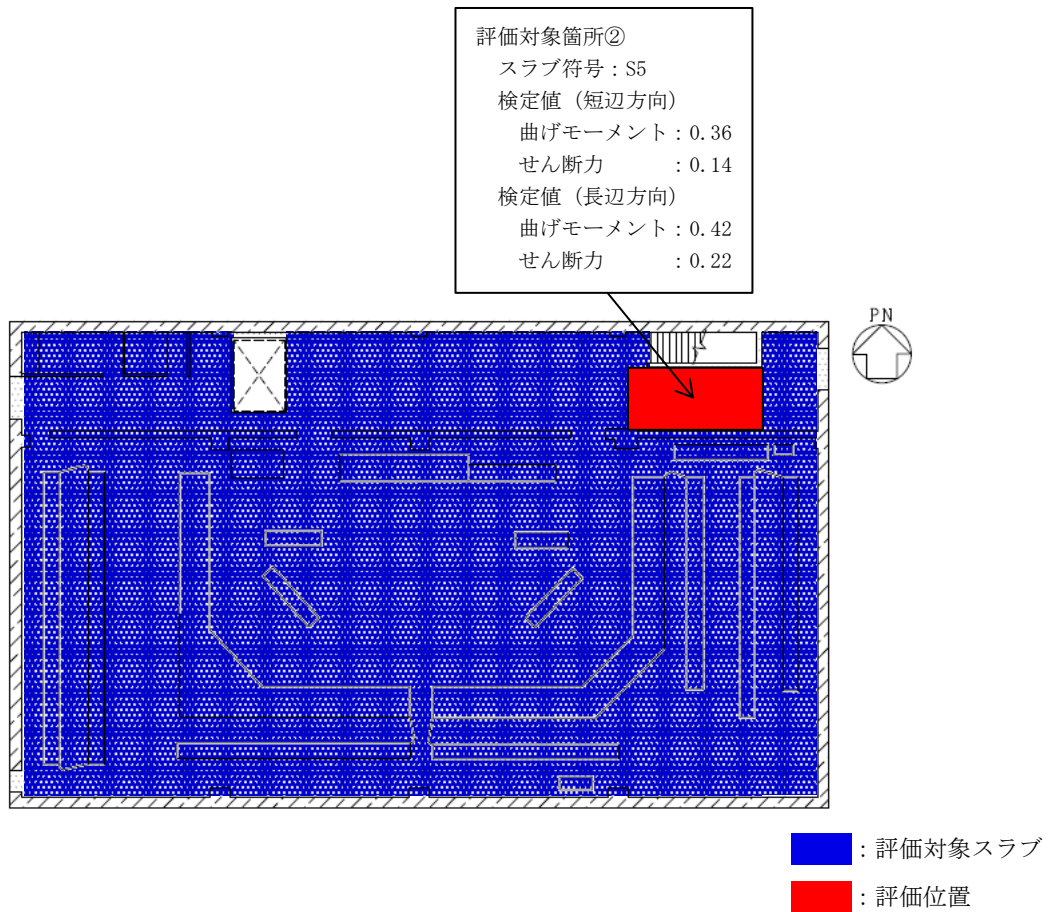 評価対象箇所②
スラブ符号：S5
検定値（短辺方向）
曲げモーメント：0.36
せん断力　　　：0.14
検定値（長辺方向）
曲げモーメント：0.42
せん断力　　　：0.22
PN
：評価対象スラブ
：評価位置